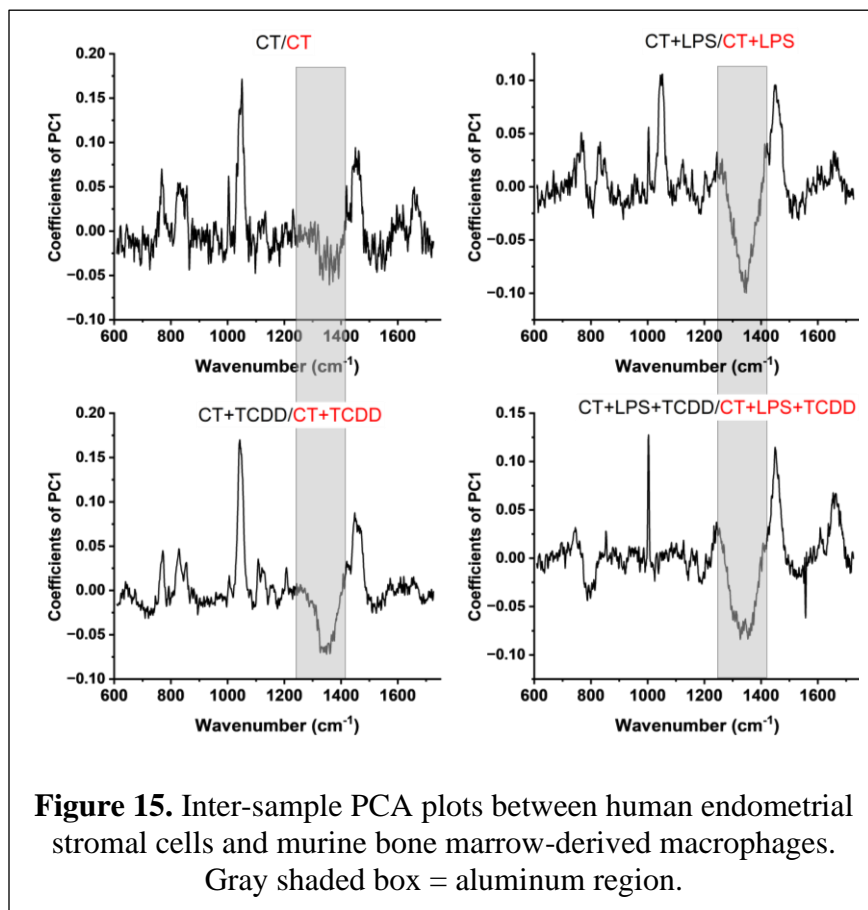 CT/CT
0.20
0.15
0.10
0.05
0.00
−0.05
−0.10
Coefficients of PC1
600 800 1000 1200 1400 1600
Wavenumber (cm-1)
CT+LPS/CT+LPS
0.10
0.05
0.00
−0.05
−0.10
Coefficients of PC1
600 800 1000 1200 1400 1600
Wavenumber (cm-1)
CT+TCDD/CT+TCDD
0.20
0.15
0.10
0.05
0.00
−0.05
−0.10
Coefficients of PC1
600 800 1000 1200 1400 1600
Wavenumber (cm-1)
CT+LPS+TCDD/CT+LPS+TCDD
0.15
0.10
0.05
0.00
−0.05
−0.10
Coefficients of PC1
600 800 1000 1200 1400 1600
Wavenumber (cm-1)
Figure 15. Inter-sample PCA plots between human endometrial
stromal cells and murine bone marrow-derived macrophages.
Gray shaded box = aluminum region.